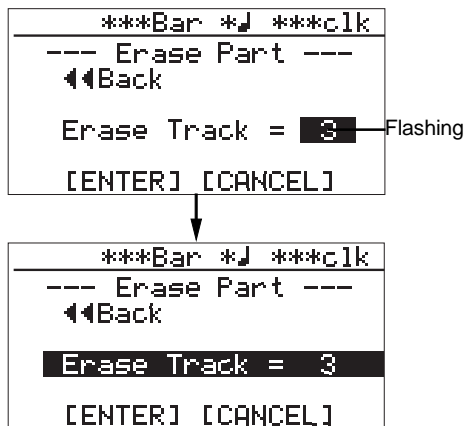 ***Bar *♩ ***clk
--- Erase Part ---
◀◀Back
Erase Track = 3 Flashing
[ENTER] [CANCEL]
***Bar *♩ ***clk
--- Erase Part ---
◀◀Back
Erase Track = 3
[ENTER] [CANCEL]